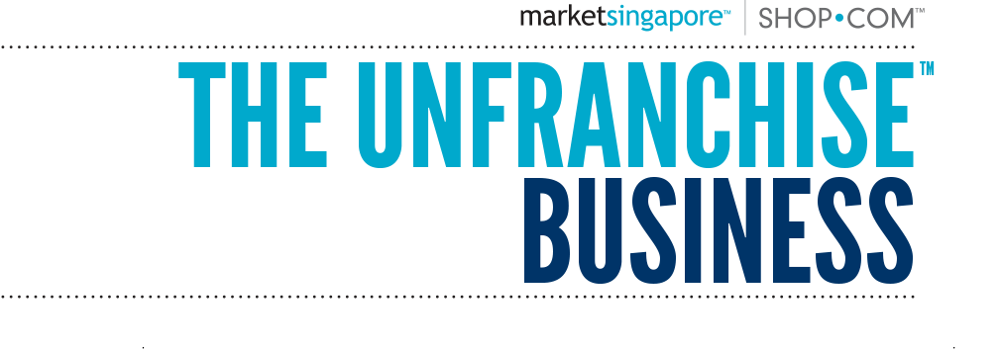 marketsingapore™ | SHOP•COM™
THE UNFRANCHISE™
BUSINESS